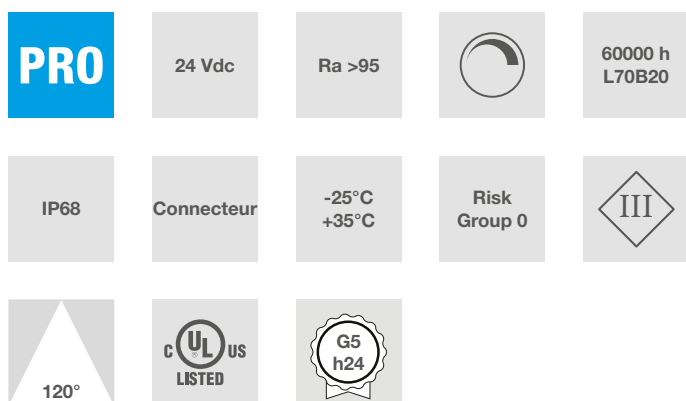 PRO
24 Vdc
Ra >95
60000 h
L70B20
IP68
Connecteur
-25°C
+35°C
Risk
Group 0
III
120°
C UL US
®
LISTED
G5
h24